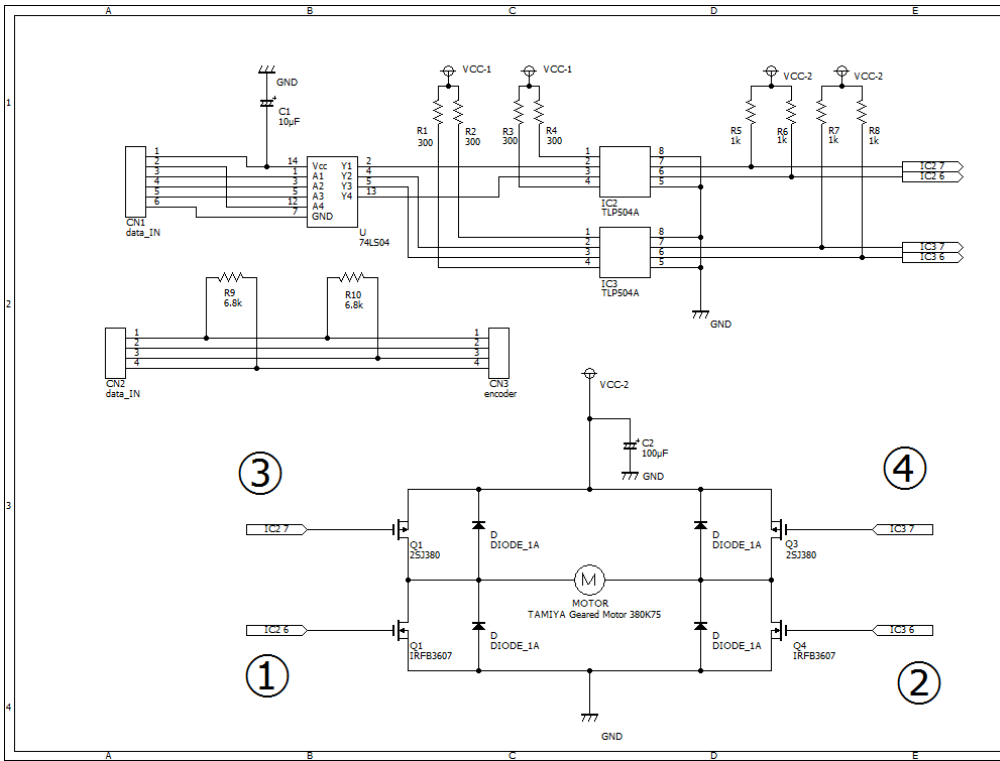 A B C D E
GND
C1
10µF
VCC-1
VCC-1
VCC-2
VCC-2
1
R1
300
R2
300
R3
300
R4
300
R5
1k
R6
1k
R7
1k
R8
1k
1
2
3
4
5
6
CN1
data_IN
14
1
3
5
12
7
Vcc
A1
A2
A3
A4
GND
Y1
Y2
Y3
Y4
2
4
5
13
U
74LS04
1
2
3
4
8
7
6
5
IC2
TLP504A
IC2 7
IC2 6
1
2
3
4
8
7
6
5
IC3
TLP504A
IC3 7
IC3 6
GND
2
R9
6.8k
R10
6.8k
1
2
3
4
CN2
data_IN
1
2
3
4
CN3
encoder
VCC-2
C2
100µF
GND
3
③
④
IC2 7
Q1
2SJ380
D
DIODE_1A
D
DIODE_1A
Q3
2SJ380
IC3 7
M
MOTOR
TAMIYA Geared Motor 380K75
IC2 6
Q1
IRFB3607
D
DIODE_1A
D
DIODE_1A
Q4
IRFB3607
IC3 6
①
②
4
GND
A B C D E